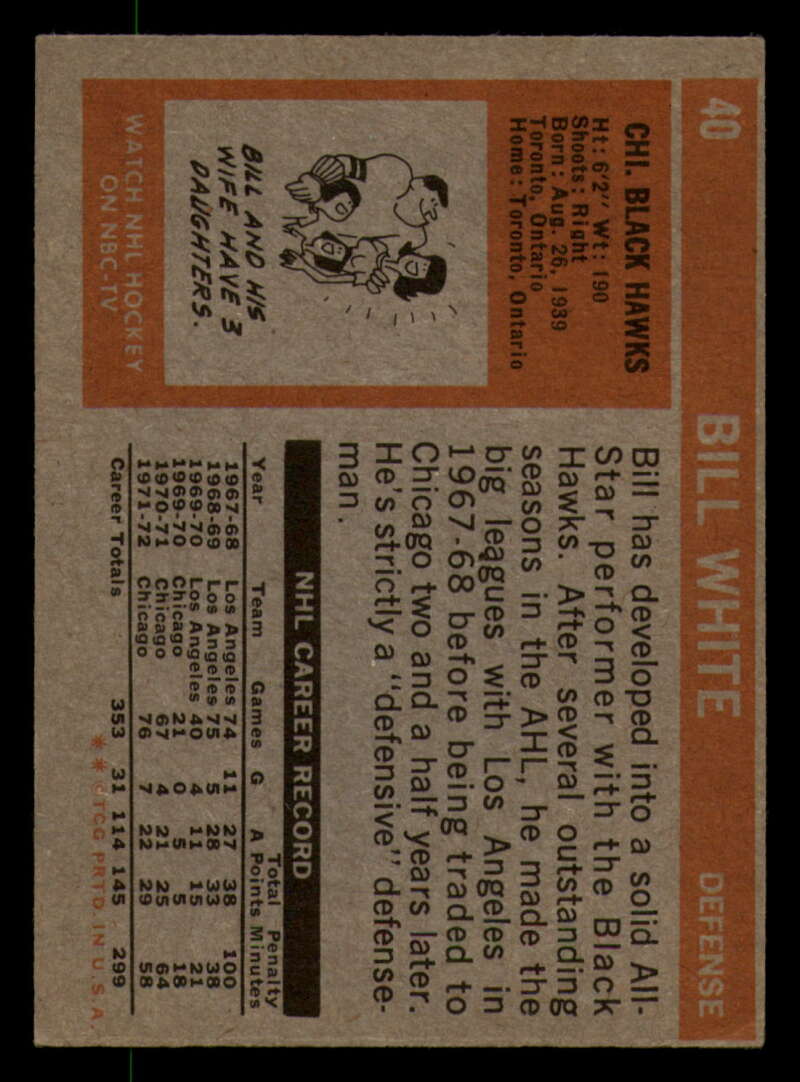 40 BILL WHITE DEFENSE
CHI. BLACK HAWKS
Ht: 6'2" Wt: 190
Shoots: Right
Born: Aug. 26, 1939
Toronto, Ontario
Home: Toronto, Ontario
BILL AND HIS
WIFE HAVE 3
DAUGHTERS.
WATCH NHL HOCKEY
ON NBC-TV
Bill has developed into a solid All-
Star performer with the Black
Hawks. After several outstanding
seasons in the AHL, he made the
big leagues with Los Angeles in
1967-68 before being traded to
Chicago two and a half years later.
He's strictly a "defensive" defense-
man.
NHL CAREER RECORD
Total Penalty
Year Team Games G A Points Minutes
1967-68 Los Angeles 74 11 27 38 100
1968-69 Los Angeles 75 5 28 33 38
1969-70 Los Angeles 40 4 11 15 21
1969-70 Chicago 21 0 5 5 18
1970-71 Chicago 67 4 21 25 64
1971-72 Chicago 76 7 22 29 58
Career Totals 353 31 114 145 299
* * ©TCG PRTD. IN U.S.A.